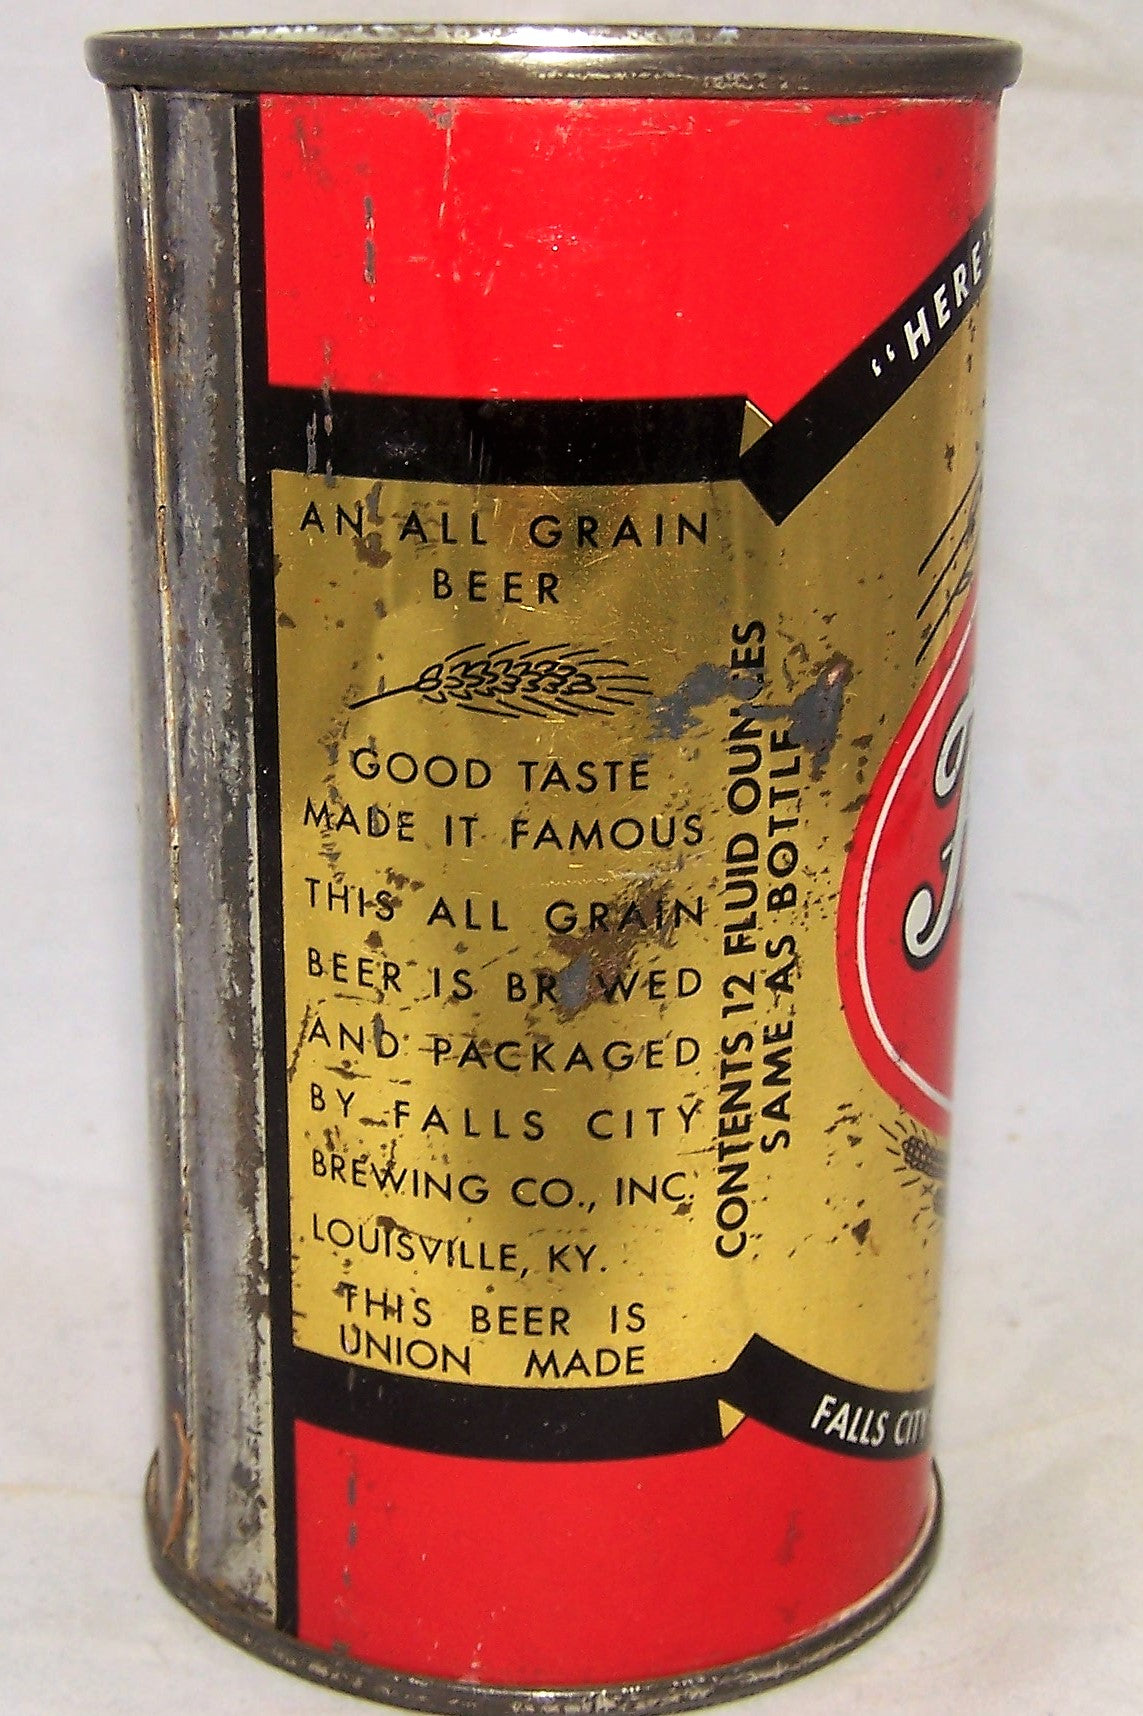 AN ALL GRAIN
BEER
GOOD TASTE
MADE IT FAMOUS
THIS ALL GRAIN
BEER IS BREWED
AND PACKAGED
BY FALLS CITY
BREWING CO., INC.
LOUISVILLE, KY.
THIS BEER IS
UNION MADE
CONTENTS 12 FLUID OUNCES
SAME AS BOTTLE
"HERE'S
FALLS CITY